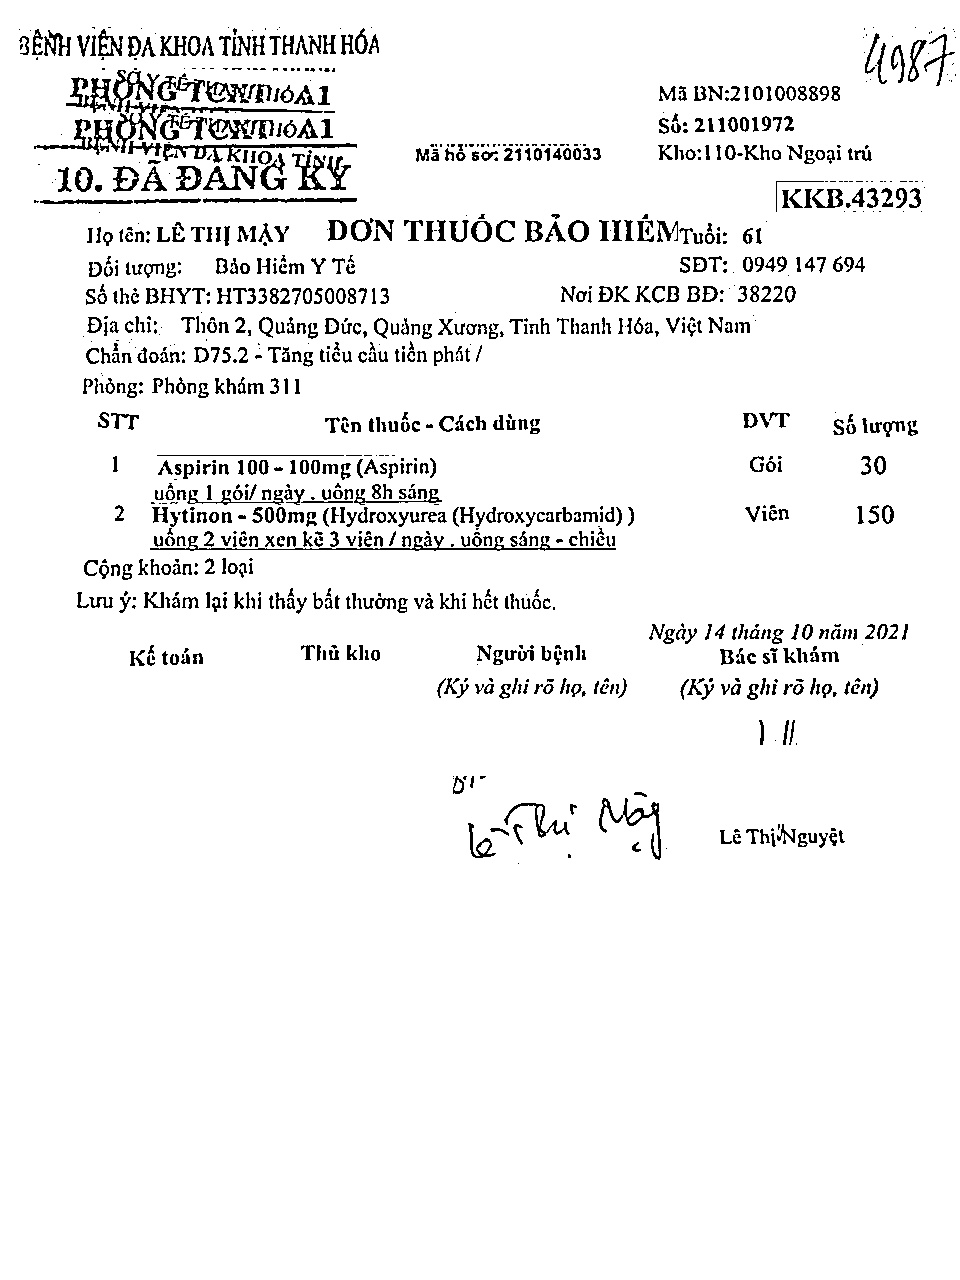 BỆNH VIỆN ĐA KHOA TỈNH THANH HÓA
4987
PHÒNG
PHÒNG
10. ĐÃ ĐĂNG KÝ
Mã hồ sơ: 2110140033
Mã BN:2101008898
Số: 211001972
Kho:110-Kho Ngoại trú
KKB.43293
ĐƠN THUỐC BẢO HIỂM
Họ tên: LÊ THỊ MẬY Tuổi: 61
Đối tượng: Bảo Hiểm Y Tế SĐT: 0949 147 694
Số thẻ BHYT: HT3382705008713 Nơi ĐK KCB BĐ: 38220
Địa chỉ: Thôn 2, Quảng Đức, Quảng Xương, Tỉnh Thanh Hóa, Việt Nam
Chẩn đoán: D75.2 - Tăng tiểu cầu tiên phát /
Phòng: Phòng khám 311
STT Tên thuốc - Cách dùng ĐVT Số lượng
1 Aspirin 100 - 100mg (Aspirin) Gói 30
uống 1 gói/ ngày . uống 8h sáng
2 Hytinon - 500mg (Hydroxyurea (Hydroxycarbamid) ) Viên 150
uống 2 viên xen kẽ 3 viên / ngày . uống sáng - chiều
Cộng khoản: 2 loại
Lưu ý: Khám lại khi thấy bất thường và khi hết thuốc.
Ngày 14 tháng 10 năm 2021
Kế toán Thủ kho Người bệnh Bác sĩ khám
(Ký và ghi rõ họ, tên) (Ký và ghi rõ họ, tên)
Lê Thị Mậy
Lê Thị Nguyệt